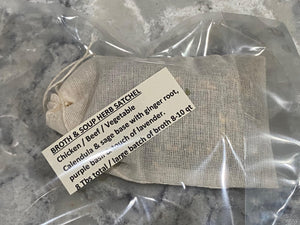 BROTH & SOUP HERB SATCHEL
Chicken / Beef / Vegetable
Calendula & sage base with ginger root,
purple basil touch of lavender.
8 Tbs total / large batch of broth 8-10 qt